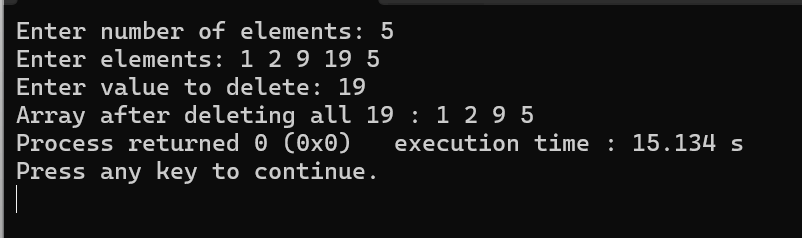 Enter number of elements: 5
Enter elements: 1 2 9 19 5
Enter value to delete: 19
Array after deleting all 19 : 1 2 9 5
Process returned 0 (0x0)   execution time : 15.134 s
Press any key to continue.